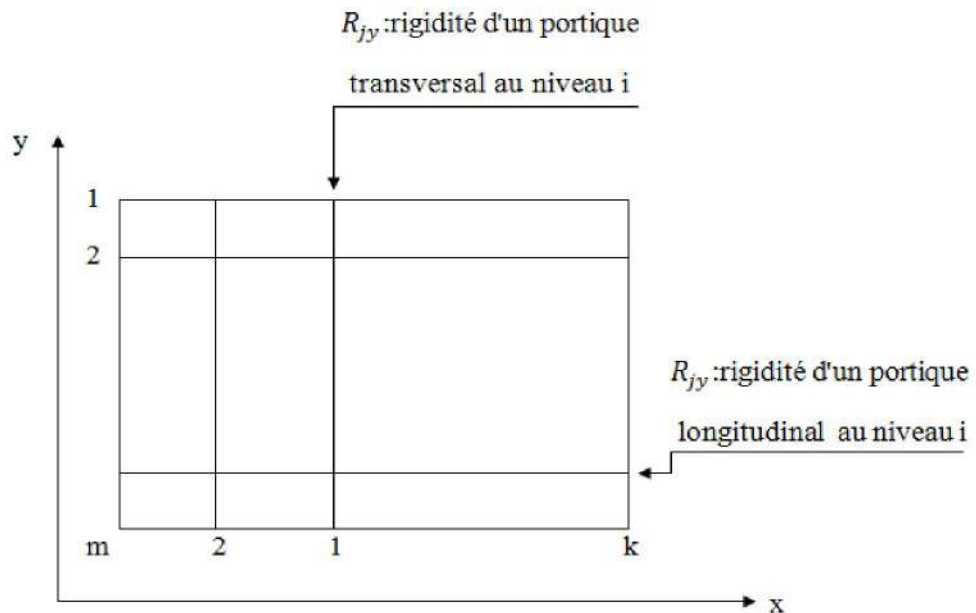 R_{jy}:rigidité d'un portique
transversal au niveau i
y
1
2
R_{jy}:rigidité d'un portique
longitudinal au niveau i
m 2 1 k
x